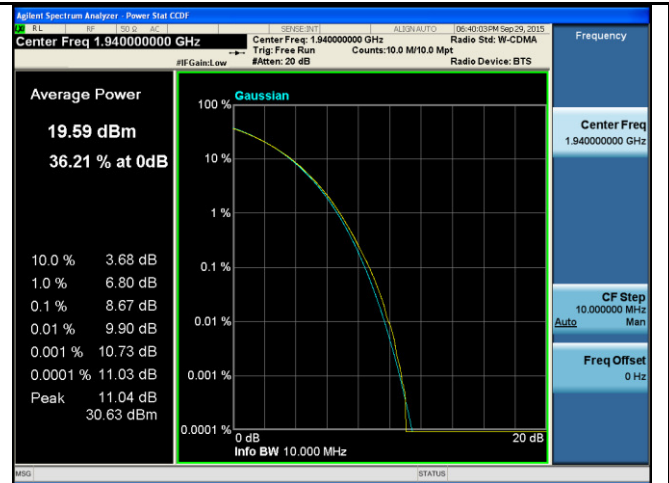 Agilent Spectrum Analyzer - Power Stat CCDF
RL RF 50 Ω AC SENSE:INT ALIGN AUTO 06:40:03PM Sep 29, 2015
Center Freq 1.940000000 GHz
Center Freq: 1.940000000 GHz Radio Std: W-CDMA
Trig: Free Run Counts:10.0 M/10.0 Mpt
#IFGain:Low #Atten: 20 dB Radio Device: BTS
Frequency
Average Power
19.59 dBm
36.21 % at 0dB
10.0 % 3.68 dB
1.0 % 6.80 dB
0.1 % 8.67 dB
0.01 % 9.90 dB
0.001 % 10.73 dB
0.0001 % 11.03 dB
Peak 11.04 dB
30.63 dBm
Gaussian
100 %
10 %
1 %
0.1 %
0.01 %
0.001 %
0.0001 %
0 dB 20 dB
Info BW 10.000 MHz
Center Freq
1.940000000 GHz
CF Step
10.000000 MHz
Auto Man
Freq Offset
0 Hz
MSG STATUS